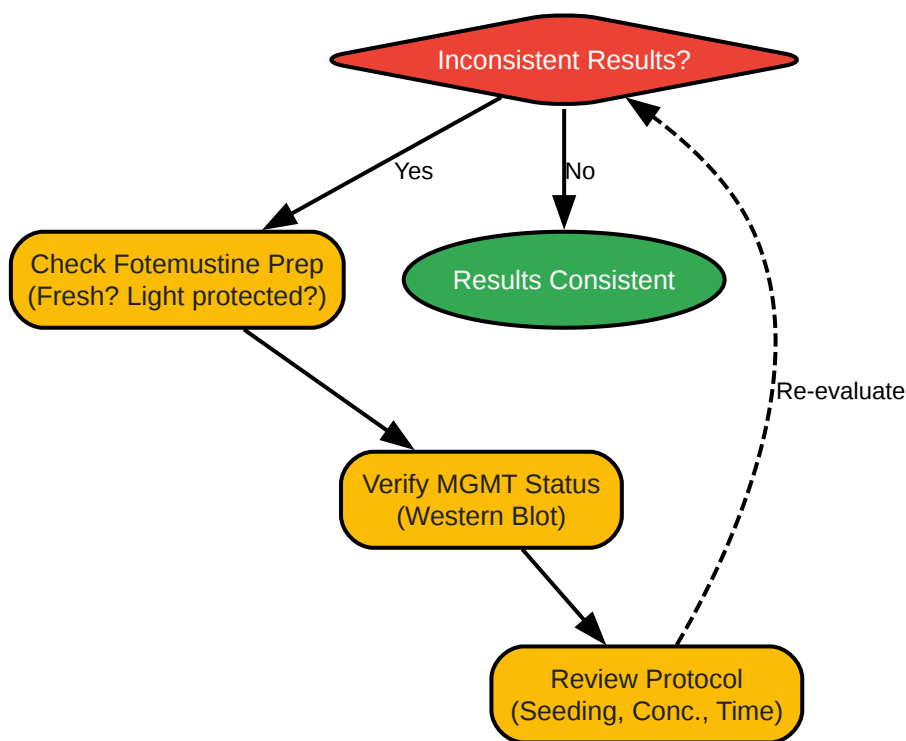 Inconsistent Results?
Yes
No
Check Fotemustine Prep
(Fresh? Light protected?)
Results Consistent
Re-evaluate
Verify MGMT Status
(Western Blot)
Review Protocol
(Seeding, Conc., Time)